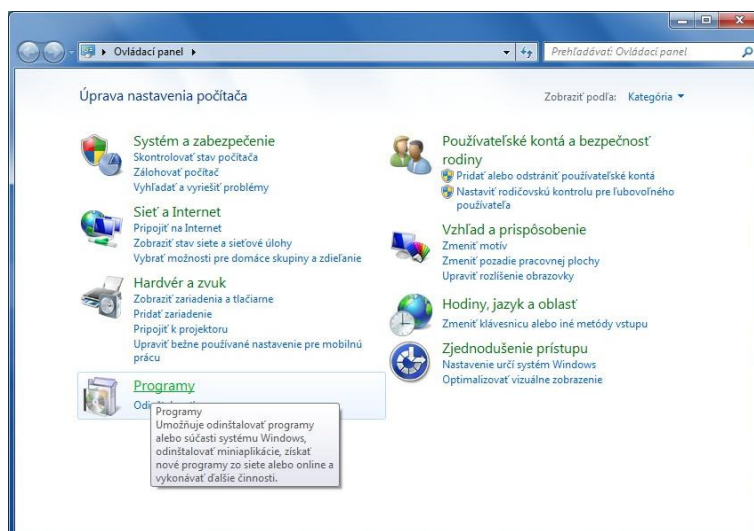 Ovládací panel
Prehľadávať: Ovládací panel
Úprava nastavenia počítača
Zobraziť podľa: Kategória
Systém a zabezpečenie
Skontrolovať stav počítača
Zálohovať počítač
Vyhľadať a vyriešiť problémy
Sieť a Internet
Pripojiť na Internet
Zobraziť stav siete a sieťové úlohy
Vybrať možnosti pre domáce skupiny a zdieľanie
Hardvér a zvuk
Zobraziť zariadenia a tlačiarne
Pridať zariadenie
Pripojiť k projektoru
Upraviť bežne používané nastavenie pre mobilnú
prácu
Programy
Programy
Umožňuje odinštalovať programy
alebo súčasti systému Windows,
odinštalovať miniaplikácie, získať
nové programy zo siete alebo online a
vykonávať ďalšie činnosti.
Používateľské kontá a bezpečnosť
rodiny
Pridať alebo odstrániť používateľské kontá
Nastaviť rodičovskú kontrolu pre ľubovoľného
používateľa
Vzhľad a prispôsobenie
Zmeniť motív
Zmeniť pozadie pracovnej plochy
Upraviť rozlíšenie obrazovky
Hodiny, jazyk a oblasť
Zmeniť klávesnicu alebo iné metódy vstupu
Zjednodušenie prístupu
Nastavenie určí systém Windows
Optimalizovať vizuálne zobrazenie